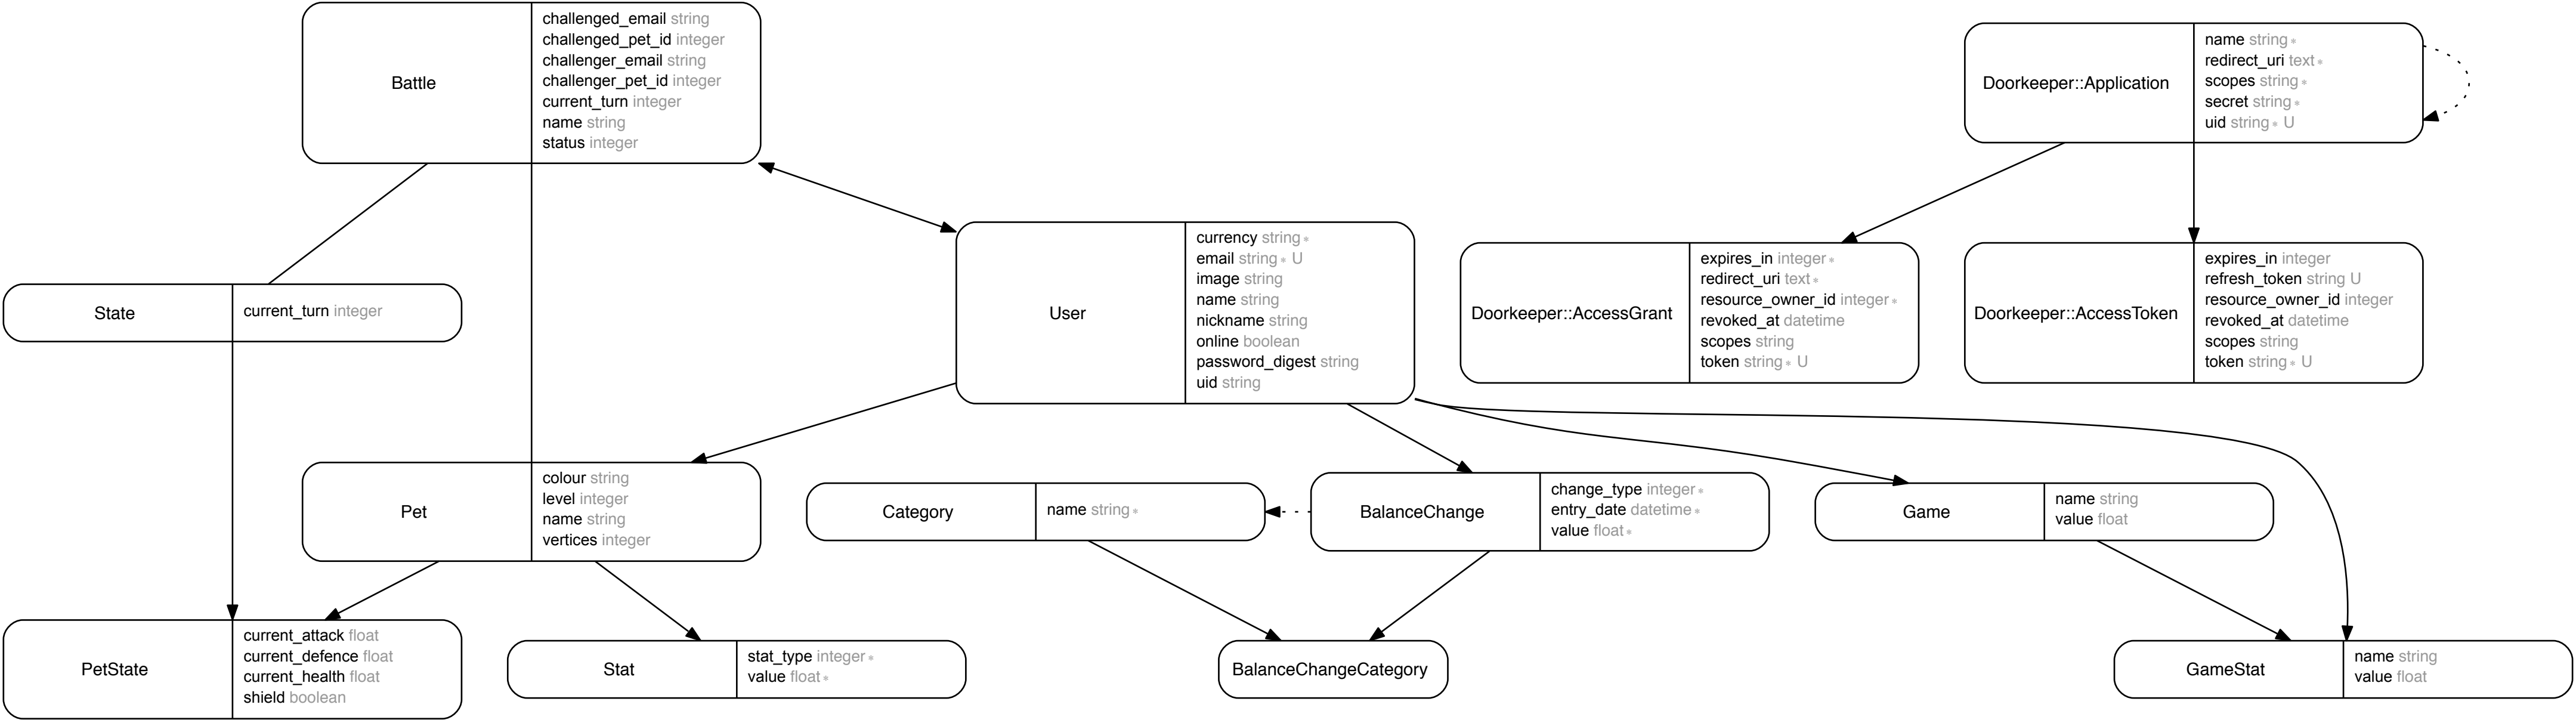 Battle
challenged_email string
challenged_pet_id integer
challenger_email string
challenger_pet_id integer
current_turn integer
name string
status integer
Doorkeeper::Application
name string *
redirect_uri text *
scopes string *
secret string *
uid string * U
State
current_turn integer
User
currency string *
email string * U
image string
name string
nickname string
online boolean
password_digest string
uid string
Doorkeeper::AccessGrant
expires_in integer *
redirect_uri text *
resource_owner_id integer *
revoked_at datetime
scopes string
token string * U
Doorkeeper::AccessToken
expires_in integer
refresh_token string U
resource_owner_id integer
revoked_at datetime
scopes string
token string * U
Pet
colour string
level integer
name string
vertices integer
Category
name string *
BalanceChange
change_type integer *
entry_date datetime *
value float *
Game
name string
value float
PetState
current_attack float
current_defence float
current_health float
shield boolean
Stat
stat_type integer *
value float *
BalanceChangeCategory
GameStat
name string
value float